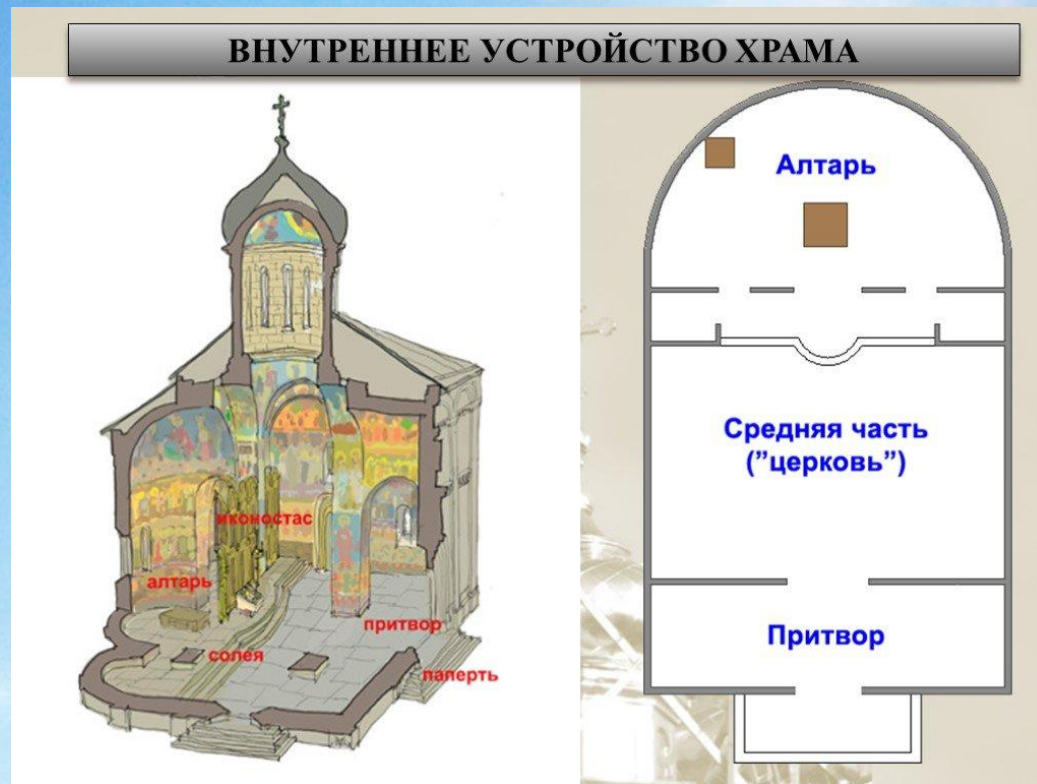 ВНУТРЕННЕЕ УСТРОЙСТВО ХРАМА
иконостас
алтарь
притвор
солея
паперть
Алтарь
Средняя часть
("церковь")
Притвор